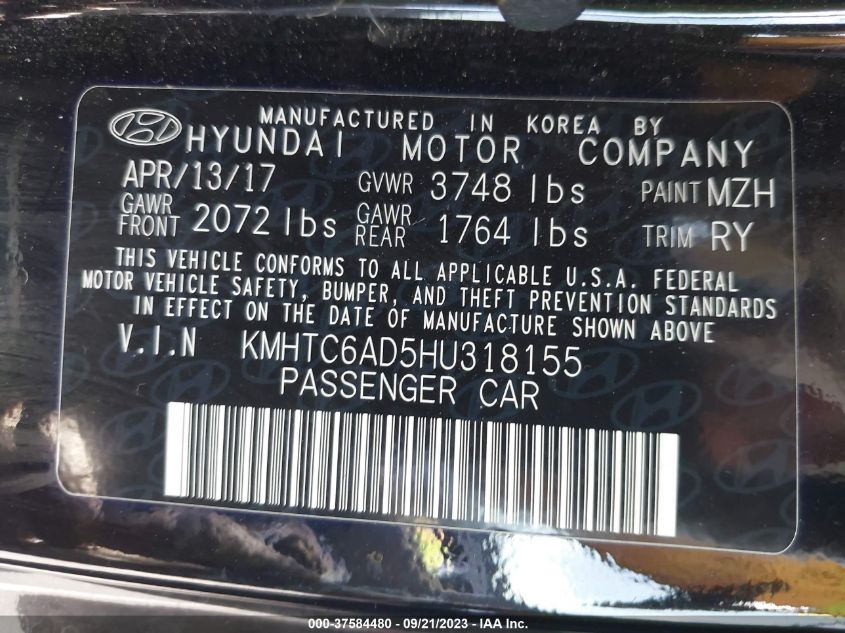 MANUFACTURED IN KOREA BY
HYUNDAI MOTOR COMPANY
APR/13/17 GVWR 3748 lbs PAINT MZH
GAWR FRONT 2072 lbs GAWR REAR 1764 lbs TRIM RY
THIS VEHICLE CONFORMS TO ALL APPLICABLE U.S.A. FEDERAL
MOTOR VEHICLE SAFETY, BUMPER, AND THEFT PREVENTION STANDARDS
IN EFFECT ON THE DATE OF MANUFACTURE SHOWN ABOVE
V.I.N KMHTC6AD5HU318155
PASSENGER CAR
000-37584480 - 09/21/2023 - IAA Inc.